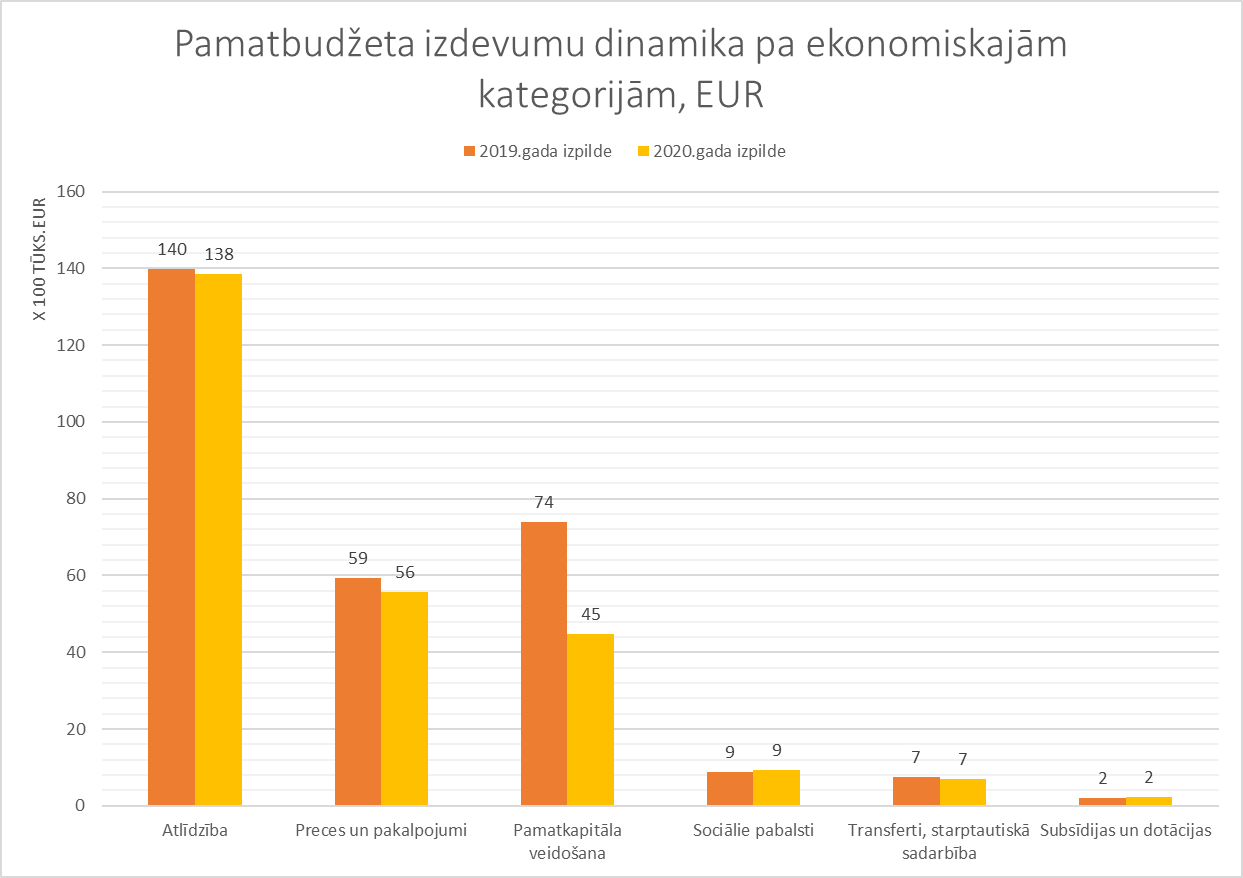 Pamatbudžeta izdevumu dinamika pa ekonomiskajām
kategorijām, EUR
2019.gada izpilde 2020.gada izpilde
X 100 TŪKS.EUR
160
140
120
100
80
60
40
20
0
140 138
59 56
74 45
9 9
7 7
2 2
Atlīdzība
Preces un pakalpojumi
Pamatkapitāla
veidošana
Sociālie pabalsti
Transferti, starptautiskā
sadarbība
Subsīdijas un dotācijas